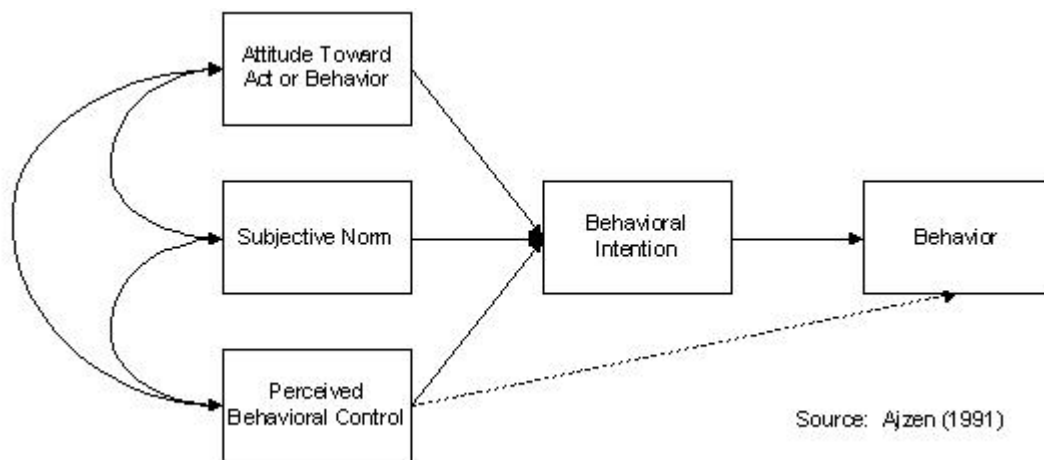 Attitude Toward
Act or Behavior
Subjective Norm
Behavioral
Intention
Behavior
Perceived
Behavioral Control
Source: Ajzen (1991)